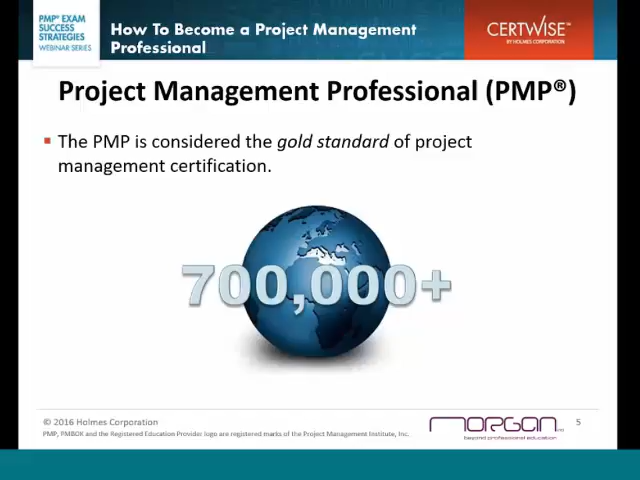 PMP® EXAM
SUCCESS
STRATEGIES
WEBINAR SERIES
How To Become a Project Management
Professional
CERTWISE™
BY HOLMES CORPORATION
Project Management Professional (PMP®)
▪ The PMP is considered the gold standard of project
management certification.
700,000+
© 2016 Holmes Corporation
PMP, PMBOK and the Registered Education Provider logo are registered marks of the Project Management Institute, Inc.
morgan
beyond professional education
5